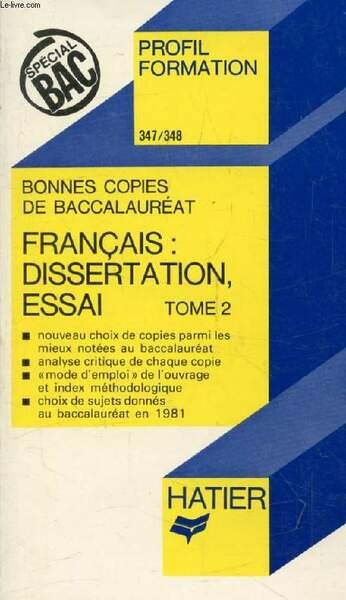 Le-livre.com
SPÉCIAL
BAC
PROFIL
FORMATION
347/348
BONNES COPIES
DE BACCALAURÉAT
FRANÇAIS :
DISSERTATION,
ESSAI TOME 2
■ nouveau choix de copies parmi les
mieux notées au baccalauréat
■ analyse critique de chaque copie
■ «mode d'emploi» de l'ouvrage
et index méthodologique
■ choix de sujets donnés
au baccalauréat en 1981
HATIER